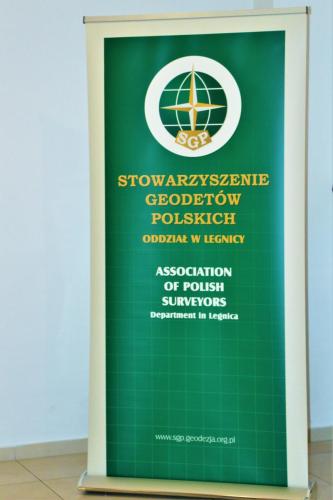 SGP
STOWARZYSZENIE
GEODETÓW
POLSKICH
ODDZIAŁ W LEGNICY
ASSOCIATION
OF POLISH
SURVEYORS
Department in Legnica
www.sgp.geodezja.org.pl